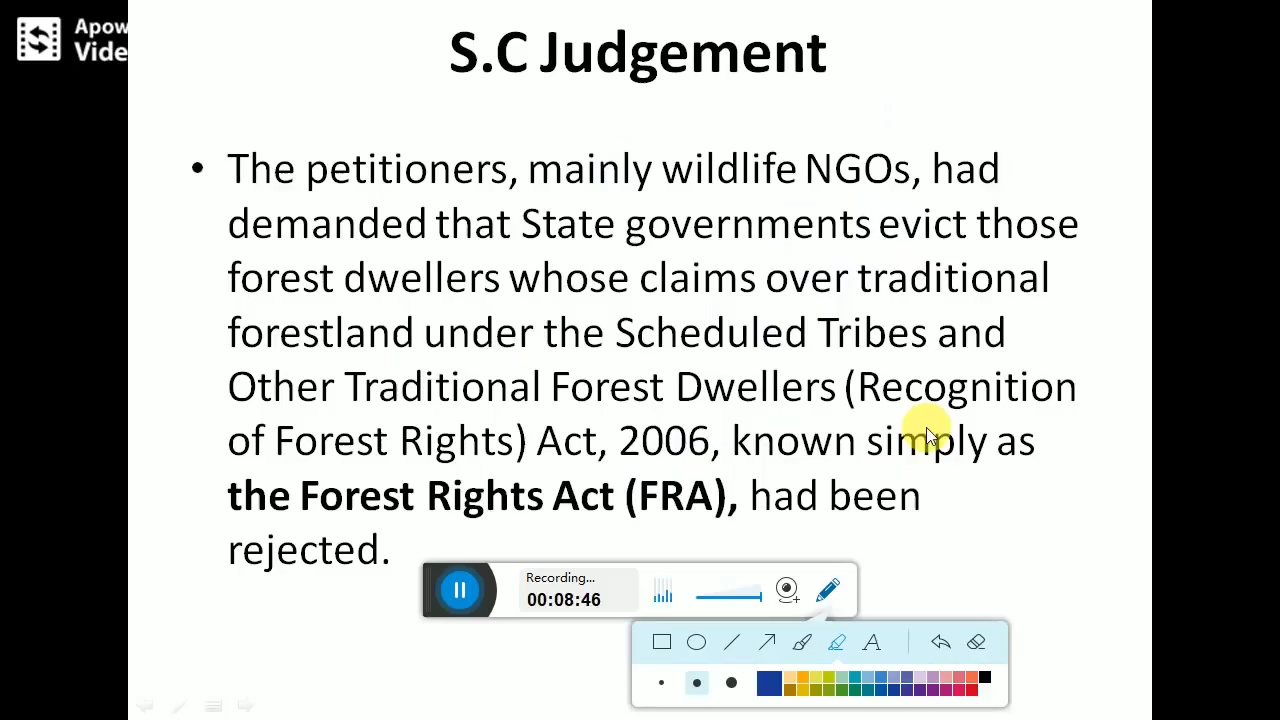 Apow
Vide
S.C Judgement
• The petitioners, mainly wildlife NGOs, had
demanded that State governments evict those
forest dwellers whose claims over traditional
forestland under the Scheduled Tribes and
Other Traditional Forest Dwellers (Recognition
of Forest Rights) Act, 2006, known simply as
the Forest Rights Act (FRA), had been
rejected.
Recording...
00:08:46
A